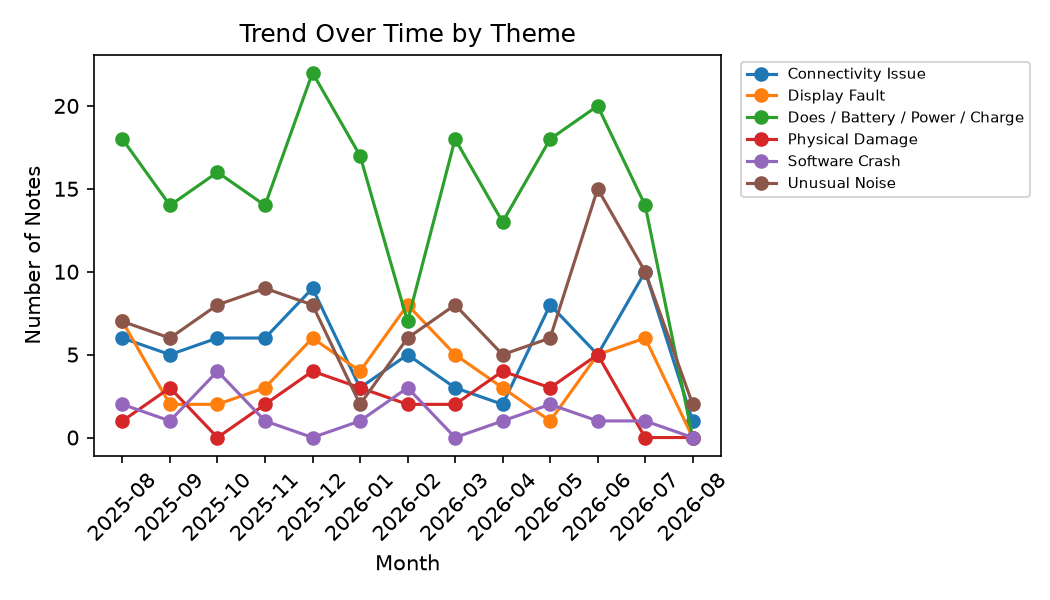 Trend Over Time by Theme
Number of Notes
20
15
10
5
0
2025-08
2025-09
2025-10
2025-11
2025-12
2026-01
2026-02
2026-03
2026-04
2026-05
2026-06
2026-07
2026-08
Month
Connectivity Issue
Display Fault
Does / Battery / Power / Charge
Physical Damage
Software Crash
Unusual Noise